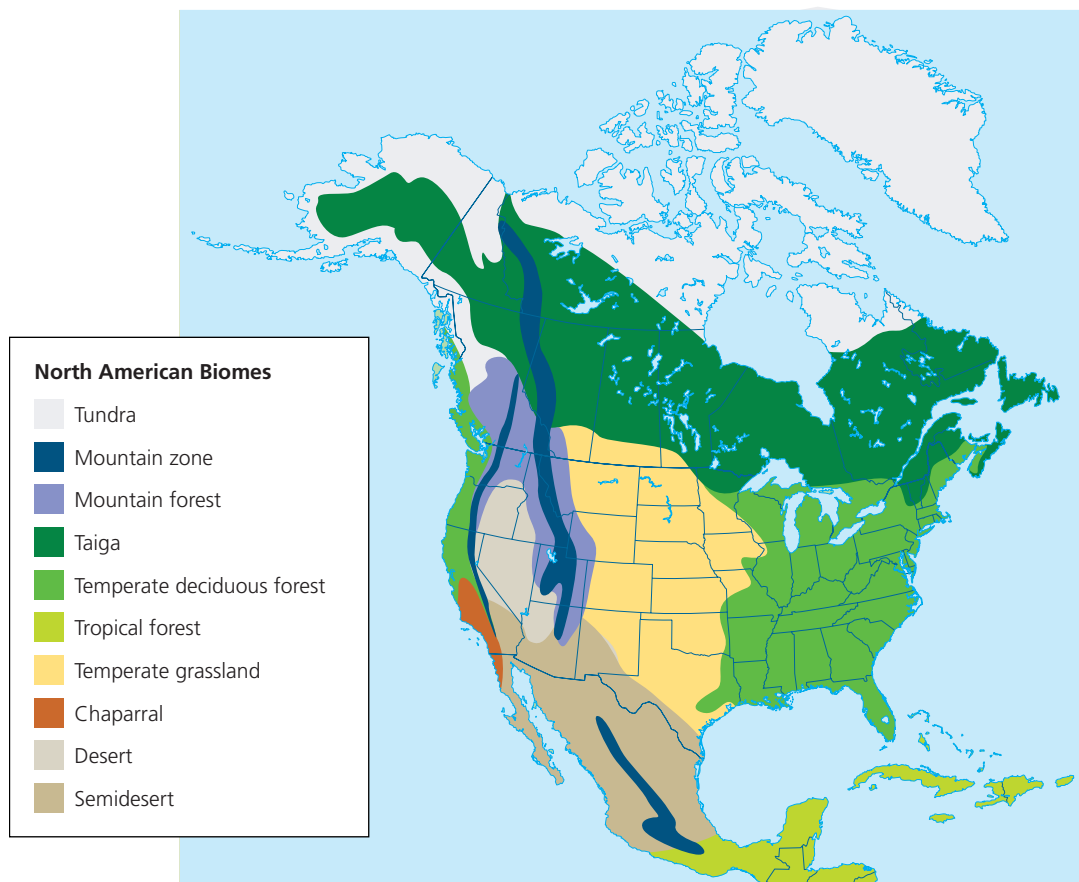 North American Biomes
Tundra
Mountain zone
Mountain forest
Taiga
Temperate deciduous forest
Tropical forest
Temperate grassland
Chaparral
Desert
Semidesert